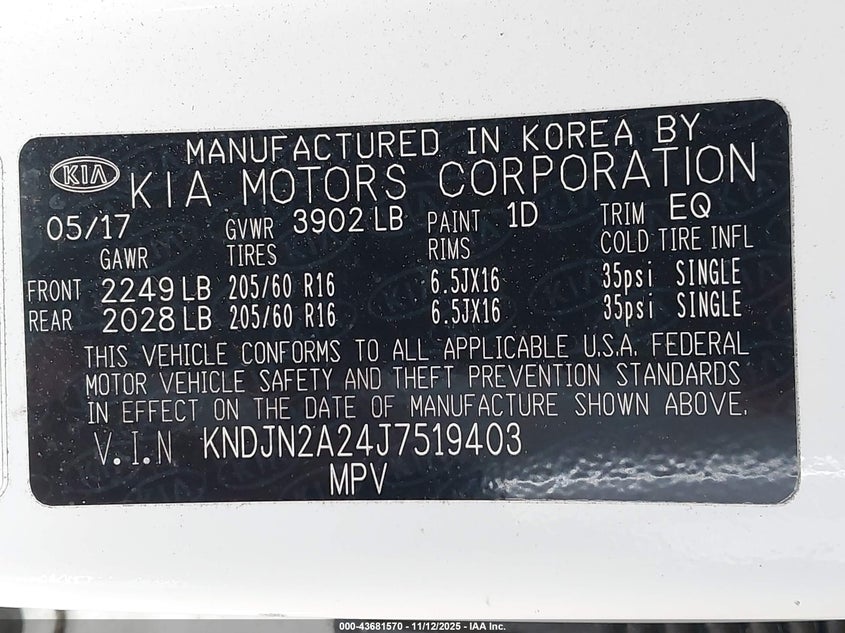 MANUFACTURED IN KOREA BY
KIA KIA MOTORS CORPORATION
05/17 GVWR 3902 LB PAINT 1D TRIM EQ
GAWR TIRES RIMS COLD TIRE INFL
FRONT 2249 LB 205/60 R16 6.5JX16 35psi SINGLE
REAR 2028 LB 205/60 R16 6.5JX16 35psi SINGLE
THIS VEHICLE CONFORMS TO ALL APPLICABLE U.S.A. FEDERAL
MOTOR VEHICLE SAFETY AND THEFT PREVENTION STANDARDS
IN EFFECT ON THE DATE OF MANUFACTURE SHOWN ABOVE.
V.I.N KNDJN2A24J7519403
MPV
000-43681570 - 11/12/2025 - IAA Inc.